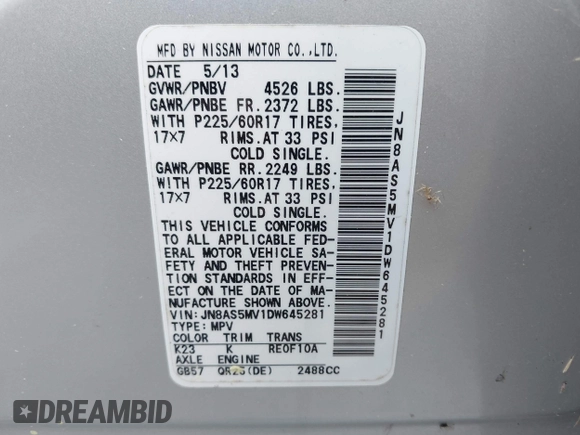 MFD BY NISSAN MOTOR CO.,LTD.
DATE 5/13
GVWR/PNBV 4526 LBS.
GAWR/PNBE FR. 2372 LBS.
WITH P225/60R17 TIRES,
17×7 RIMS.AT 33 PSI
COLD SINGLE.
GAWR/PNBE RR. 2249 LBS.
WITH P225/60R17 TIRES,
17×7 RIMS.AT 33 PSI
COLD SINGLE.
THIS VEHICLE CONFORMS
TO ALL APPLICABLE FED-
ERAL MOTOR VEHICLE SA-
FETY AND THEFT PREVEN-
TION STANDARDS IN EFF-
ECT ON THE DATE OF MA-
NUFACTURE SHOWN ABOVE.
VIN: JN8AS5MV1DW645281
TYPE: MPV
COLOR TRIM TRANS
K23 K RE0F10A
AXLE ENGINE
GB57 QR25(DE) 2488CC
JN8AS5MV1DW645281
DREAMBID